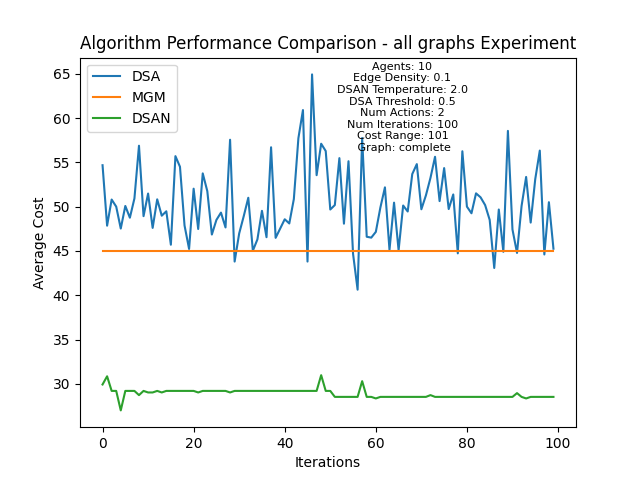 Algorithm Performance Comparison - all graphs Experiment
DSA
MGM
DSAN
Agents: 10
Edge Density: 0.1
DSAN Temperature: 2.0
DSA Threshold: 0.5
Num Actions: 2
Num Iterations: 100
Cost Range: 101
Graph: complete
65
60
55
50
45
40
35
30
Average Cost
0
20
40
60
80
100
Iterations